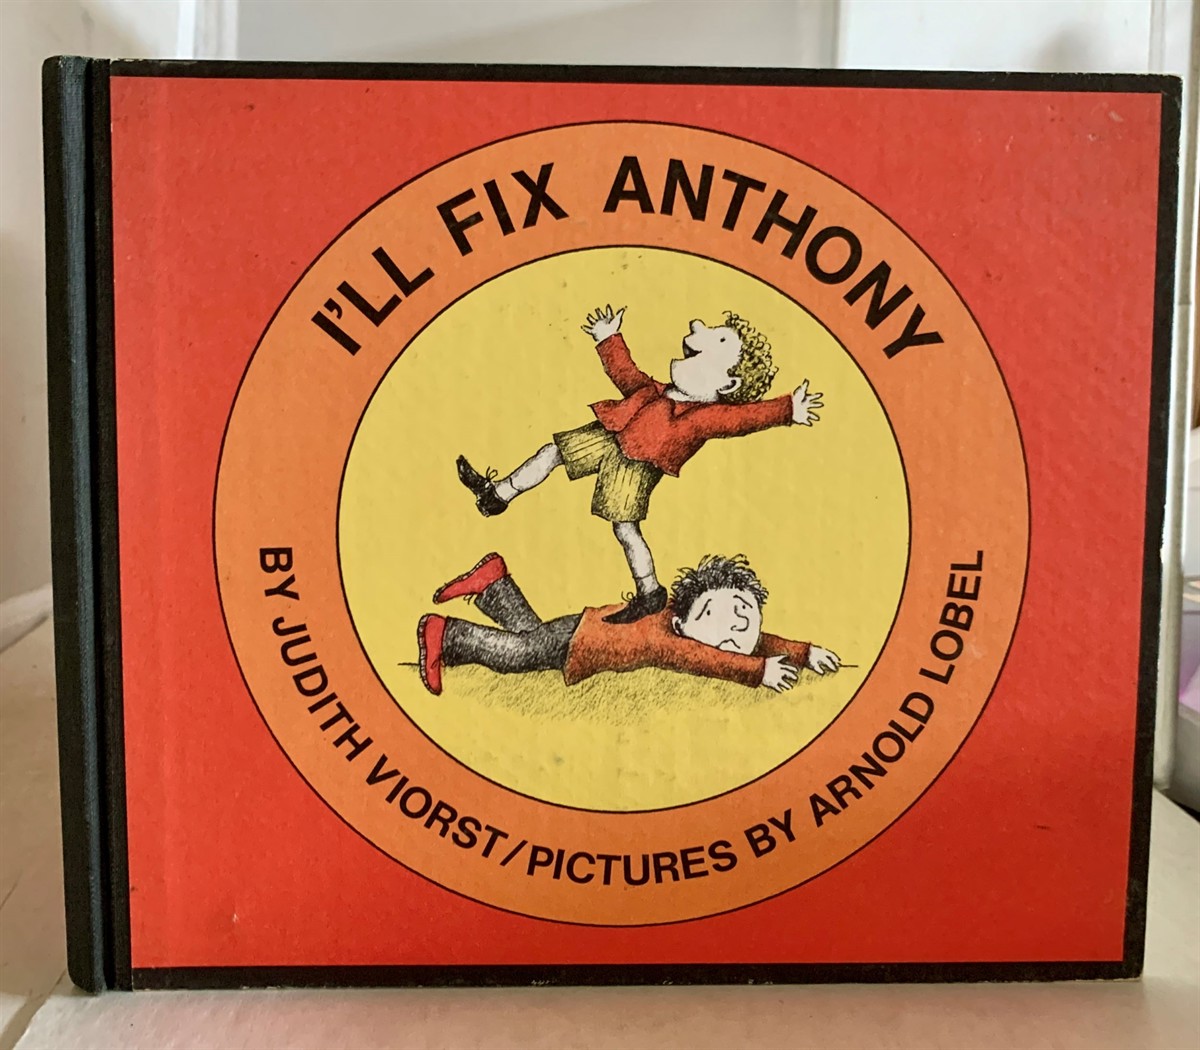 I'LL FIX ANTHONY
BY JUDITH VIORST/PICTURES BY ARNOLD LOBEL